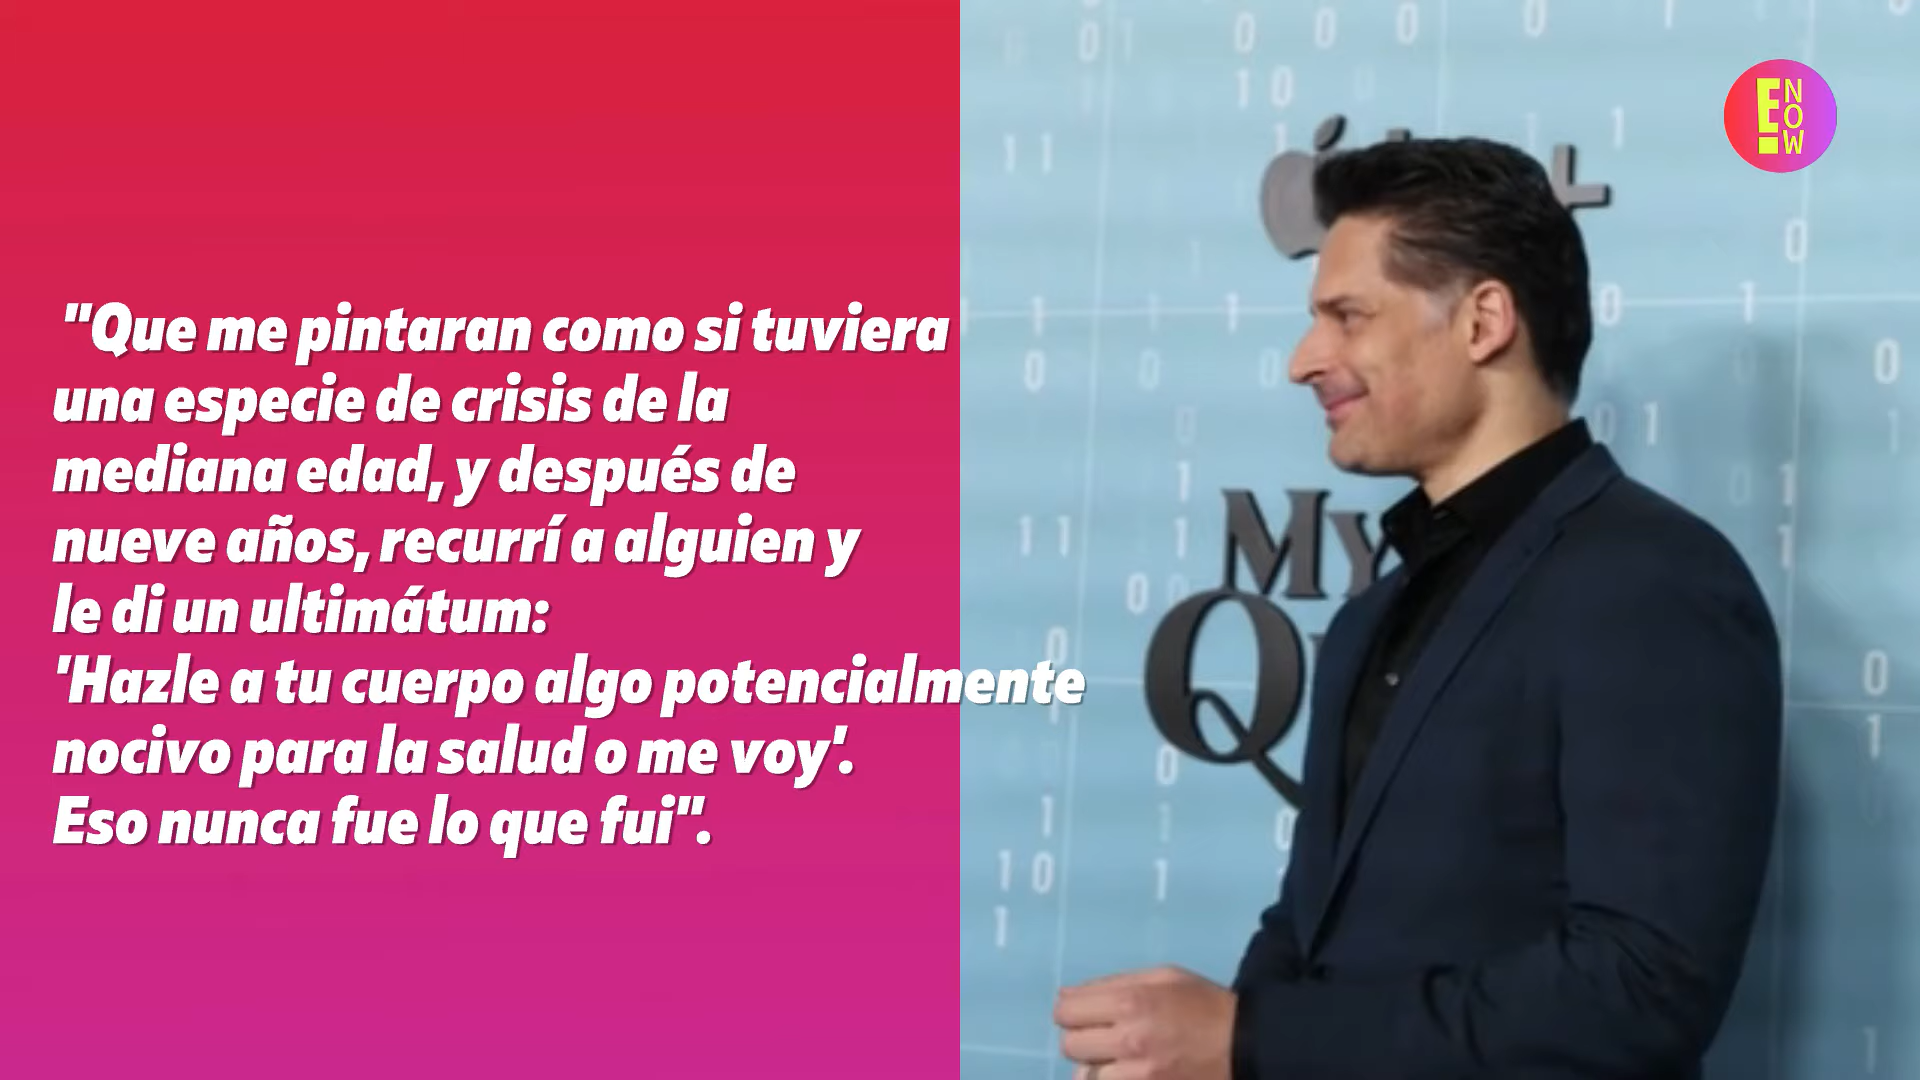 "Que me pintaran como si tuviera
una especie de crisis de la
mediana edad, y después de
nueve años, recurrí a alguien y
le di un ultimátum:
'Hazle a tu cuerpo algo potencialmente
nocivo para la salud o me voy'.
Eso nunca fue lo que fui".
E!
NOW
MY